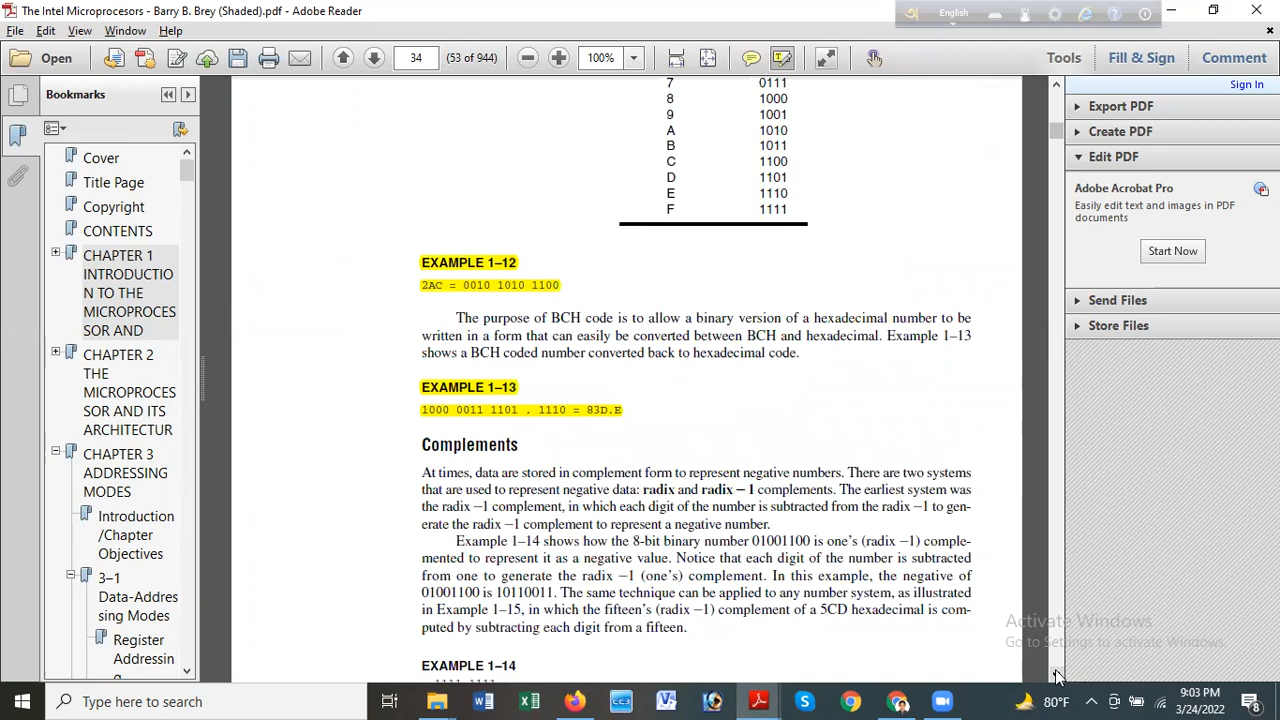 The Intel Microprocesors - Barry B. Brey (Shaded).pdf - Adobe Reader
English
File Edit View Window Help
Open 34 (53 of 944) 100% Tools Fill & Sign Comment
Bookmarks
Cover
Title Page
Copyright
CONTENTS
CHAPTER 1
INTRODUCTIO
N TO THE
MICROPROCES
SOR AND
CHAPTER 2
THE
MICROPROCES
SOR AND ITS
ARCHITECTUR
CHAPTER 3
ADDRESSING
MODES
Introduction
/Chapter
Objectives
3–1
Data-Addres
sing Modes
Register
Addressin
g
7 0111
8 1000
9 1001
A 1010
B 1011
C 1100
D 1101
E 1110
F 1111
EXAMPLE 1–12
2AC = 0010 1010 1100
The purpose of BCH code is to allow a binary version of a hexadecimal number to be
written in a form that can easily be converted between BCH and hexadecimal. Example 1–13
shows a BCH coded number converted back to hexadecimal code.
EXAMPLE 1–13
1000 0011 1101 . 1110 = 83D.E
Complements
At times, data are stored in complement form to represent negative numbers. There are two systems
that are used to represent negative data: radix and radix − 1 complements. The earliest system was
the radix −1 complement, in which each digit of the number is subtracted from the radix −1 to gen-
erate the radix −1 complement to represent a negative number.
Example 1–14 shows how the 8-bit binary number 01001100 is one's (radix −1) comple-
mented to represent it as a negative value. Notice that each digit of the number is subtracted
from one to generate the radix −1 (one's) complement. In this example, the negative of
01001100 is 10110011. The same technique can be applied to any number system, as illustrated
in Example 1–15, in which the fifteen's (radix −1) complement of a 5CD hexadecimal is com-
puted by subtracting each digit from a fifteen.
EXAMPLE 1–14
Sign In
Export PDF
Create PDF
Edit PDF
Adobe Acrobat Pro
Easily edit text and images in PDF
documents
Start Now
Send Files
Store Files
Activate Windows
Go to Settings to activate Windows.
Type here to search
80°F
9:03 PM
3/24/2022
8